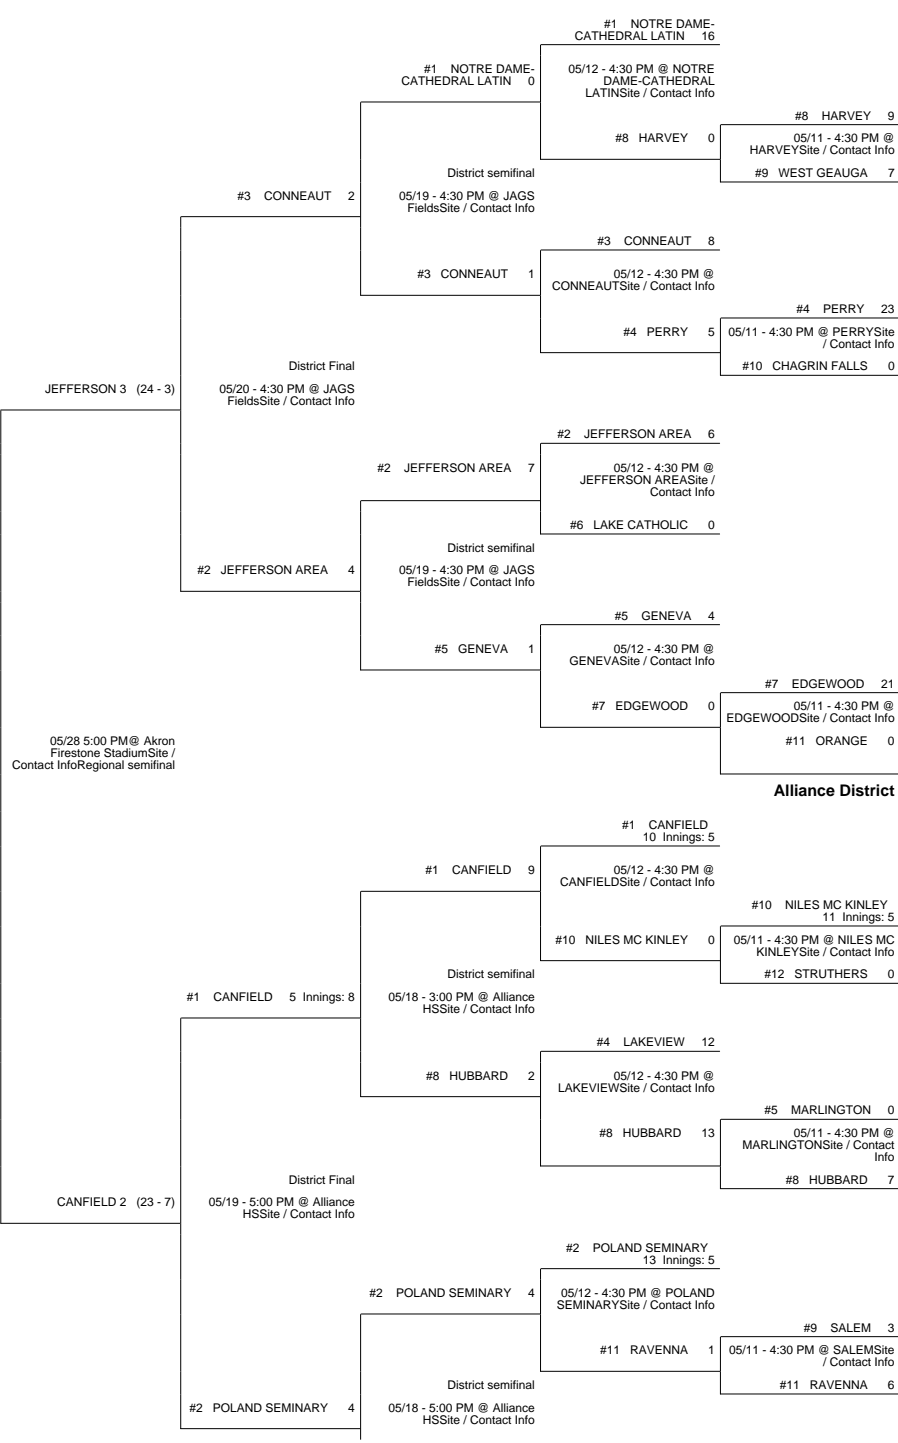 #1 NOTRE DAME-
CATHEDRAL LATIN 16
#1 NOTRE DAME-
CATHEDRAL LATIN 0
05/12 - 4:30 PM @ NOTRE
DAME-CATHEDRAL
LATINSite / Contact Info
#8 HARVEY 9
#8 HARVEY 0
05/11 - 4:30 PM @
HARVEYSite / Contact Info
#9 WEST GEAUGA 7
District semifinal
05/19 - 4:30 PM @ JAGS
FieldsSite / Contact Info
#3 CONNEAUT 2
#3 CONNEAUT 8
#3 CONNEAUT 1
05/12 - 4:30 PM @
CONNEAUTSite / Contact Info
#4 PERRY 23
#4 PERRY 5
05/11 - 4:30 PM @ PERRYSite
/ Contact Info
#10 CHAGRIN FALLS 0
District Final
05/20 - 4:30 PM @ JAGS
FieldsSite / Contact Info
JEFFERSON 3 (24 - 3)
#2 JEFFERSON AREA 6
#2 JEFFERSON AREA 7
05/12 - 4:30 PM @
JEFFERSON AREASite /
Contact Info
#6 LAKE CATHOLIC 0
District semifinal
05/19 - 4:30 PM @ JAGS
FieldsSite / Contact Info
#2 JEFFERSON AREA 4
#5 GENEVA 4
#5 GENEVA 1
05/12 - 4:30 PM @
GENEVASite / Contact Info
#7 EDGEWOOD 21
#7 EDGEWOOD 0
05/11 - 4:30 PM @
EDGEWOODSite / Contact Info
#11 ORANGE 0
05/28 5:00 PM@ Akron
Firestone StadiumSite /
Contact InfoRegional semifinal
Alliance District
#1 CANFIELD
10 Innings: 5
#1 CANFIELD 9
05/12 - 4:30 PM @
CANFIELDSite / Contact Info
#10 NILES MC KINLEY
11 Innings: 5
#10 NILES MC KINLEY 0
05/11 - 4:30 PM @ NILES MC
KINLEYSite / Contact Info
#12 STRUTHERS 0
District semifinal
05/18 - 3:00 PM @ Alliance
HSSite / Contact Info
#1 CANFIELD 5 Innings: 8
#4 LAKEVIEW 12
#8 HUBBARD 2
05/12 - 4:30 PM @
LAKEVIEWSite / Contact Info
#5 MARLINGTON 0
#8 HUBBARD 13
05/11 - 4:30 PM @
MARLINGTONSite / Contact
Info
#8 HUBBARD 7
District Final
05/19 - 5:00 PM @ Alliance
HSSite / Contact Info
CANFIELD 2 (23 - 7)
#2 POLAND SEMINARY
13 Innings: 5
#2 POLAND SEMINARY 4
05/12 - 4:30 PM @ POLAND
SEMINARYSite / Contact Info
#9 SALEM 3
#11 RAVENNA 1
05/11 - 4:30 PM @ SALEMSite
/ Contact Info
#11 RAVENNA 6
District semifinal
05/18 - 5:00 PM @ Alliance
HSSite / Contact Info
#2 POLAND SEMINARY 4